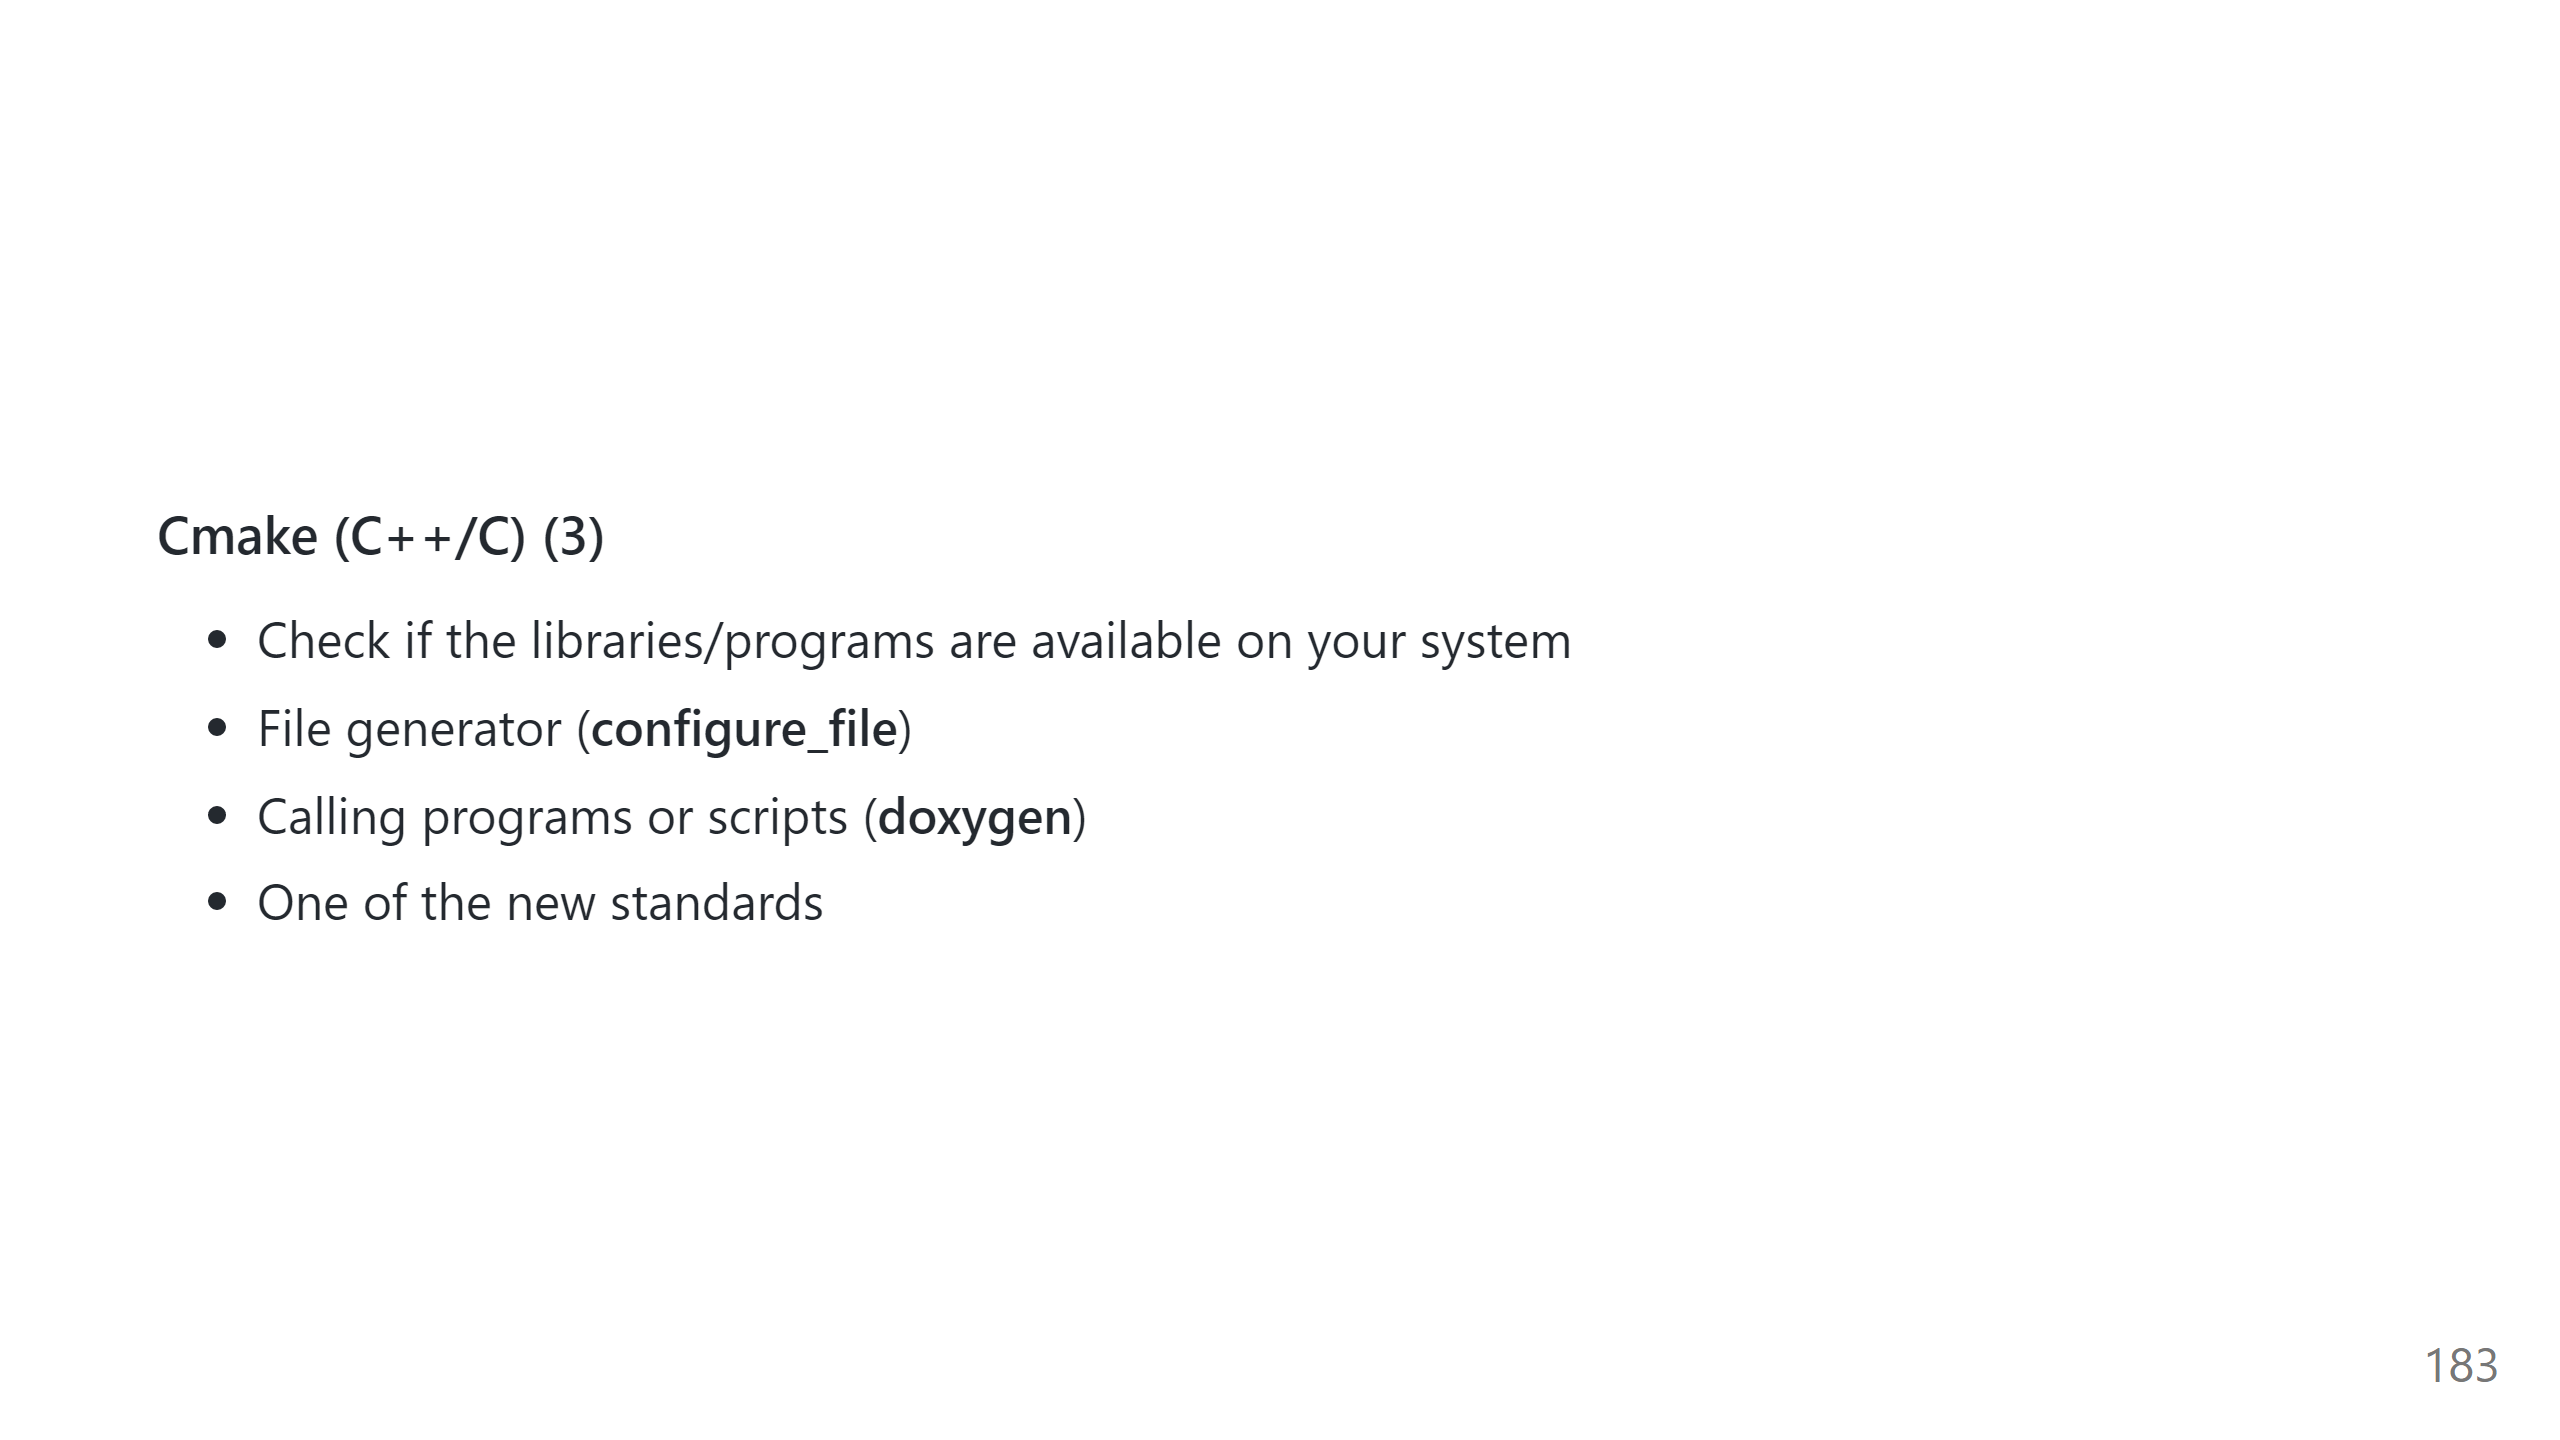 Cmake (C++/C) (3)
• Check if the libraries/programs are available on your system
• File generator (configure_file)
• Calling programs or scripts (doxygen)
• One of the new standards
183